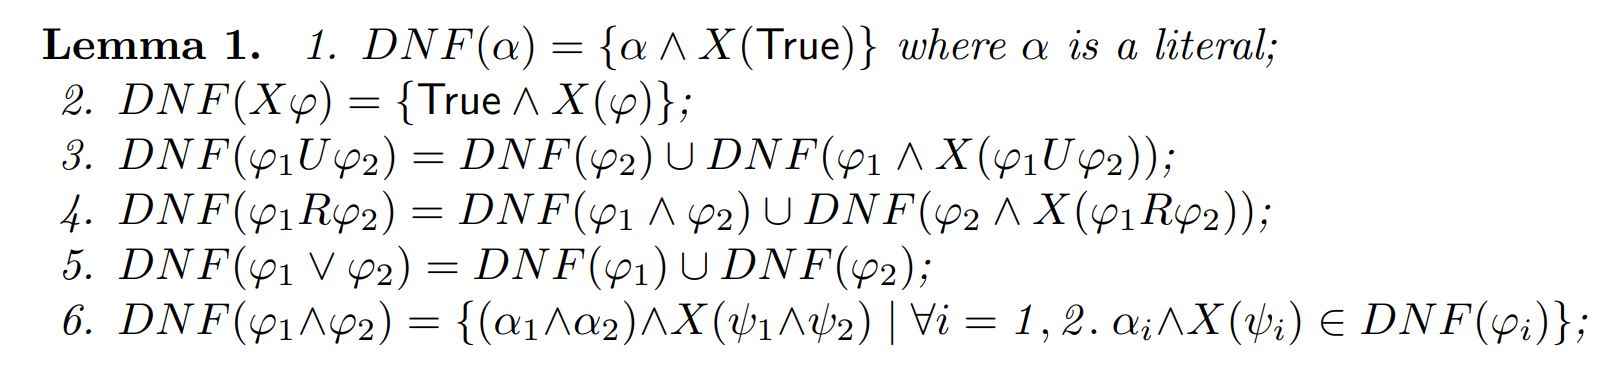 Lemma 1. 1. DNF(α) = {α ∧ X(True)} where α is a literal;
2. DNF(Xφ) = {True ∧ X(φ)};
3. DNF(φ₁Uφ₂) = DNF(φ₂) ∪ DNF(φ₁ ∧ X(φ₁Uφ₂));
4. DNF(φ₁Rφ₂) = DNF(φ₁ ∧ φ₂) ∪ DNF(φ₂ ∧ X(φ₁Rφ₂));
5. DNF(φ₁ ∨ φ₂) = DNF(φ₁) ∪ DNF(φ₂);
6. DNF(φ₁∧φ₂) = {(α₁∧α₂)∧X(ψ₁∧ψ₂) | ∀i = 1, 2. αᵢ∧X(ψᵢ) ∈ DNF(φᵢ)};